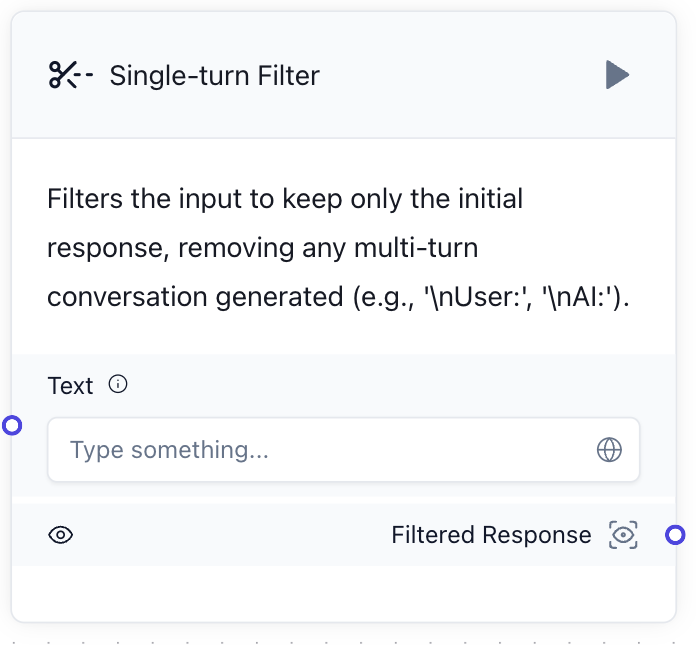 Single-turn Filter
Filters the input to keep only the initial
response, removing any multi-turn
conversation generated (e.g., '\nUser:', '\nAI:').
Text
Type something...
Filtered Response